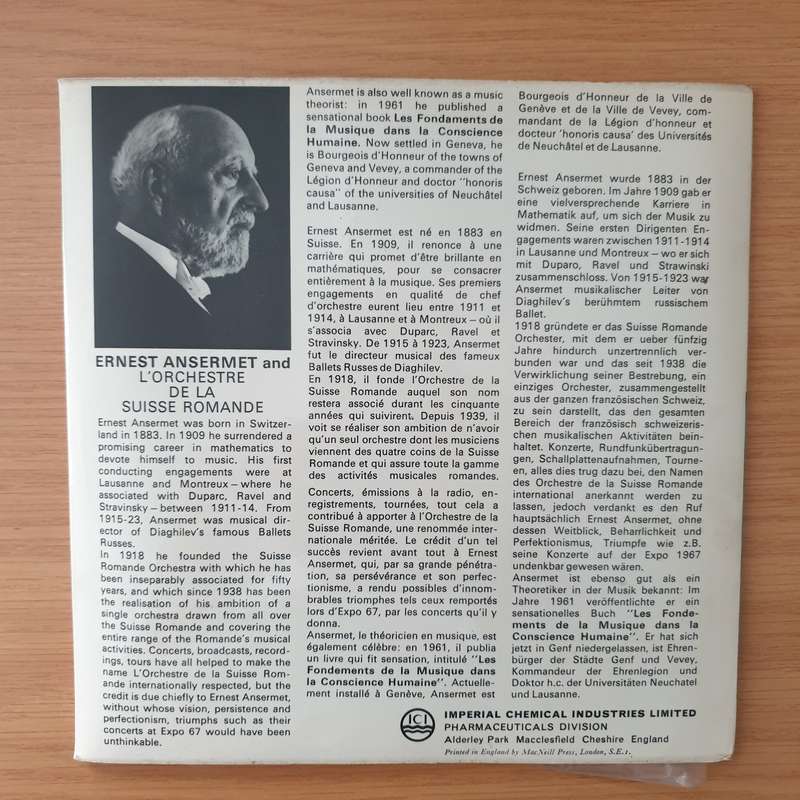 ERNEST ANSERMET and
L'ORCHESTRE
DE LA
SUISSE ROMANDE
Ernest Ansermet was born in Switzer-
land in 1883. In 1909 he surrendered a
promising career in mathematics to
devote himself to music. His first
conducting engagements were at
Lausanne and Montreux – where he
associated with Duparc, Ravel and
Stravinsky – between 1911-14. From
1915-23, Ansermet was musical dir-
ector of Diaghilev's famous Ballets
Russes.
In 1918 he founded the Suisse
Romande Orchestra with which he has
been inseparably associated for fifty
years, and which since 1938 has been
the realisation of his ambition of a
single orchestra drawn from all over
the Suisse Romande and covering the
entire range of the Romande's musical
activities. Concerts, broadcasts, record-
ings, tours have all helped to make the
name L'Orchestre de la Suisse Rom-
ande internationally respected, but the
credit is due chiefly to Ernest Ansermet,
without whose vision, persistence and
perfectionism, triumphs such as their
concerts at Expo 67 would have been
unthinkable.
Ansermet is also well known as a music
theorist: in 1961 he published a
sensational book Les Fondaments de
la Musique dans la Conscience
Humaine. Now settled in Geneva, he
is Bourgeois d'Honneur of the towns of
Geneva and Vevey, a commander of the
Légion d'Honneur and doctor "honoris
causa" of the universities of Neuchâtel
and Lausanne.
Ernest Ansermet est né en 1883 en
Suisse. En 1909, il renonce à une
carrière qui promet d'être brillante en
mathématiques, pour se consacrer
entièrement à la musique. Ses premiers
engagements en qualité de chef
d'orchestre eurent lieu entre 1911 et
1914, à Lausanne et à Montreux – où il
s'associa avec Duparc, Ravel et
Stravinsky. De 1915 à 1923, Ansermet
fut le directeur musical des fameux
Ballets Russes de Diaghilev.
En 1918, il fonde l'Orchestre de la
Suisse Romande auquel son nom
restera associé durant les cinquante
années qui suivirent. Depuis 1939, il
voit se réaliser son ambition de n'avoir
qu'un seul orchestre dont les musiciens
viennent des quatre coins de la Suisse
Romande et qui assure toute la gamme
des activités musicales romandes.
Concerts, émissions à la radio, en-
registrements, tournées, tout cela a
contribué à apporter à l'Orchestre de la
Suisse Romande, une renommée inter-
nationale méritée. Le crédit d'un tel
succès revient avant tout à Ernest
Ansermet, qui, par sa grande pénétra-
tion, sa persévérance et son perfec-
tionisme, a rendu possibles d'innom-
brables triomphes tels ceux remportés
lors d'Expo 67, par les concerts qu'il y
donna.
Ansermet, le théoricien en musique, est
également célèbre: en 1961, il publia
un livre qui fit sensation, intitulé "Les
Fondements de la Musique dans
la Conscience Humaine". Actuelle-
ment installé à Genève, Ansermet est
Bourgeois d'Honneur de la Ville de
Genève et de la Ville de Vevey, com-
mandant de la Légion d'honneur et
docteur 'honoris causa' des Universités
de Neuchâtel et de Lausanne.
Ernest Ansermet wurde 1883 in der
Schweiz geboren. Im Jahre 1909 gab er
eine vielversprechende Karriere in
Mathematik auf, um sich der Musik zu
widmen. Seine ersten Dirigenten En-
gagements waren zwischen 1911-1914
in Lausanne und Montreux – wo er sich
mit Duparo, Ravel und Strawinski
zusammenschloss. Von 1915-1923 war
Ansermet musikalischer Leiter von
Diaghilev's berühmtem russischem
Ballet.
1918 gründete er das Suisse Romande
Orchester, mit dem er ueber fünfzig
Jahre hindurch unzertrennlich ver-
bunden war und das seit 1938 die
Verwirklichung seiner Bestrebung, ein
einziges Orchester, zusammengestellt
aus der ganzen französischen Schweiz,
zu sein darstellt, das den gesamten
Bereich der französisch schweizeris-
chen musikalischen Aktivitäten bein-
haltet. Konzerte, Rundfunkübertragun-
gen, Schallplattenaufnahmen, Tourne-
en, alles dies trug dazu bei, den Namen
des Orchestre de la Suisse Romande
international anerkannt werden zu
lassen, jedoch verdankt es den Ruf
hauptsächlich Ernest Ansermet, ohne
dessen Weitblick, Beharrlichkeit und
Perfektionismus, Triumpfe wie z.B.
seine Konzerte auf der Expo 1967
undenkbar gewesen wären.
Ansermet ist ebenso gut als ein
Theoretiker in der Musik bekannt: Im
Jahre 1961 veröffentlichte er ein
sensationelles Buch "Les Fonde-
ments de la Musique dans la
Conscience Humaine". Er hat sich
jetzt in Genf niedergelassen, ist Ehren-
bürger der Städte Genf und Vevey,
Kommandeur der Ehrenlegion und
Doktor h.c. der Universitäten Neuchatel
und Lausanne.
ICI
IMPERIAL CHEMICAL INDUSTRIES LIMITED
PHARMACEUTICALS DIVISION
Alderley Park Macclesfield Cheshire England
Printed in England by MacNeill Press, London, S.E.1.